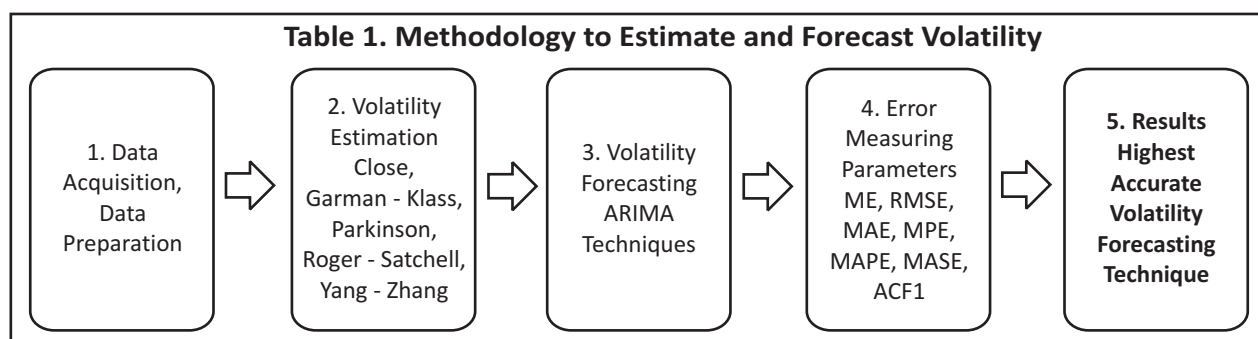 Table 1. Methodology to Estimate and Forecast Volatility
1. Data
Acquisition,
Data
Preparation
2. Volatility
Estimation
Close,
Garman - Klass,
Parkinson,
Roger - Satchell,
Yang - Zhang
3. Volatility
Forecasting
ARIMA
Techniques
4. Error
Measuring
Parameters
ME, RMSE,
MAE, MPE,
MAPE, MASE,
ACF1
5. Results
Highest
Accurate
Volatility
Forecasting
Technique